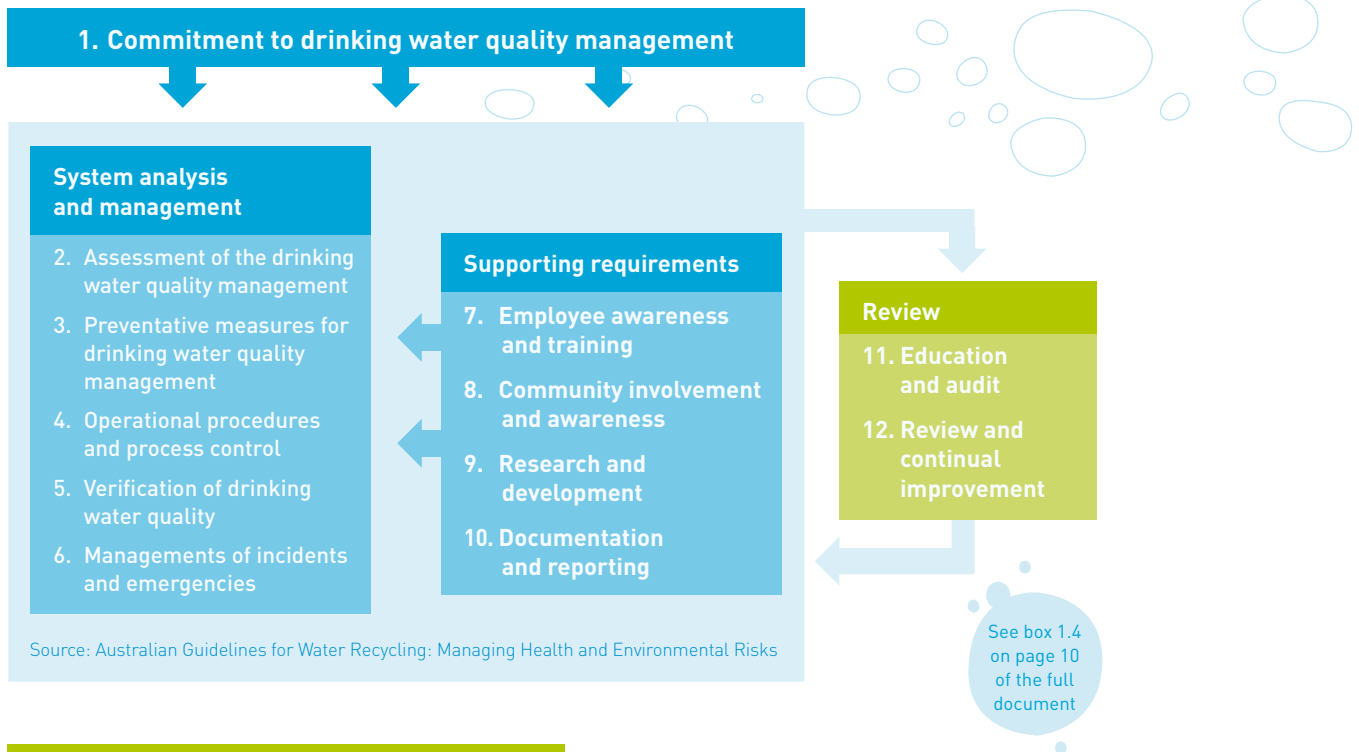 1. Commitment to drinking water quality management
System analysis
and management
2. Assessment of the drinking
water quality management
3. Preventative measures for
drinking water quality
management
4. Operational procedures
and process control
5. Verification of drinking
water quality
6. Managements of incidents
and emergencies
Supporting requirements
7. Employee awareness
and training
8. Community involvement
and awareness
9. Research and
development
10. Documentation
and reporting
Review
11. Education
and audit
12. Review and
continual
improvement
Source: Australian Guidelines for Water Recycling: Managing Health and Environmental Risks
See box 1.4
on page 10
of the full
document